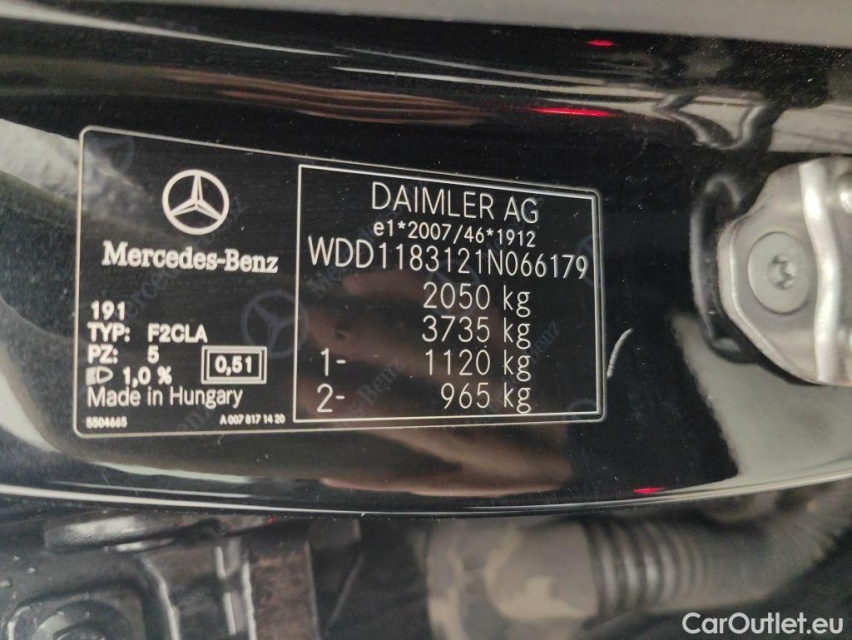 Mercedes-Benz
191
TYP: F2CLA
PZ: 5
1,0 %
0,51
Made in Hungary
5504665
A 007 817 14 20
DAIMLER AG
e1*2007/46*1912
WDD1183121N066179
2050 kg
3735 kg
1- 1120 kg
2- 965 kg
CarOutlet.eu